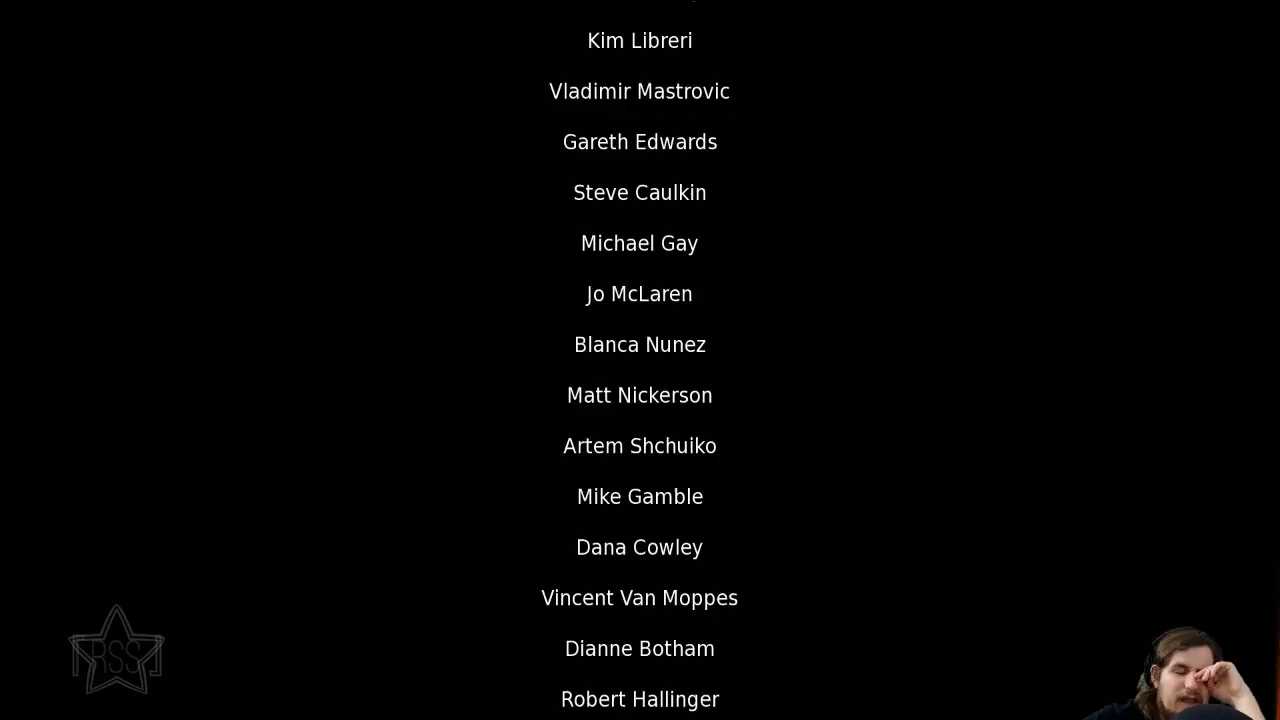 Kim Libreri
Vladimir Mastrovic
Gareth Edwards
Steve Caulkin
Michael Gay
Jo McLaren
Blanca Nunez
Matt Nickerson
Artem Shchuiko
Mike Gamble
Dana Cowley
Vincent Van Moppes
Dianne Botham
Robert Hallinger
RSS